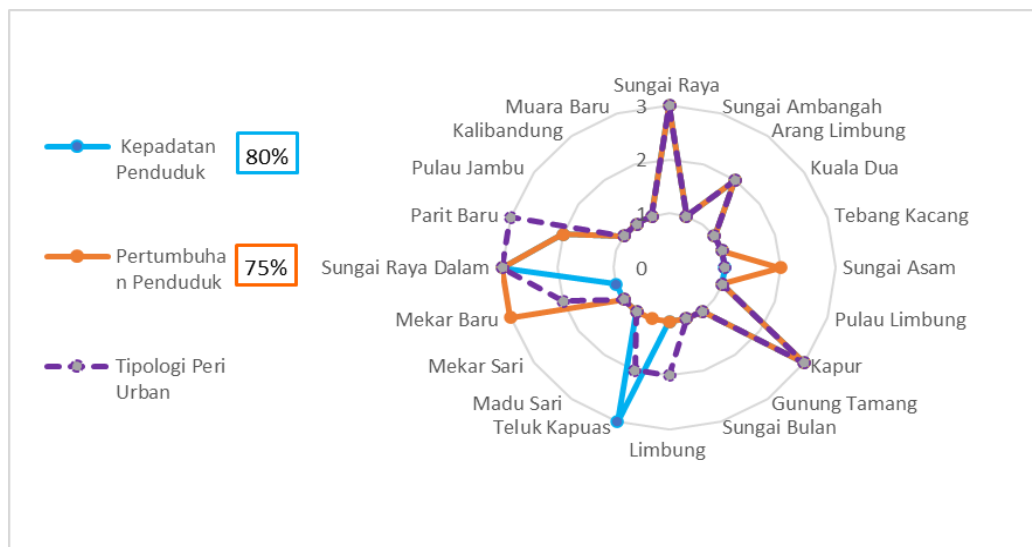 Kepadatan
Penduduk
80%
Pertumbuha
n Penduduk
75%
Tipologi Peri
Urban
Sungai Raya
Sungai Ambangah
Arang Limbung
Kuala Dua
Tebang Kacang
Sungai Asam
Pulau Limbung
Kapur
Gunung Tamang
Sungai Bulan
Limbung
Teluk Kapuas
Madu Sari
Mekar Sari
Mekar Baru
Sungai Raya Dalam
Parit Baru
Pulau Jambu
Kalibandung
Muara Baru
3
2
1
0